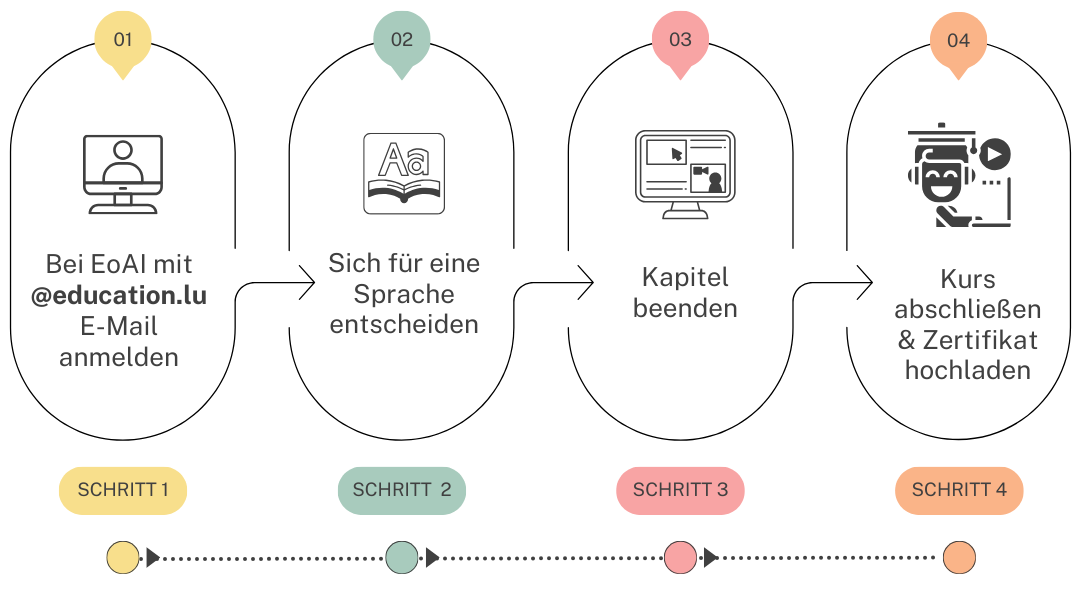 01
02
03
04
Aa
Bei EoAI mit
@education.lu
E-Mail
anmelden
Sich für eine
Sprache
entscheiden
Kapitel
beenden
Kurs
abschließen
& Zertifikat
hochladen
SCHRITT 1
SCHRITT 2
SCHRITT 3
SCHRITT 4